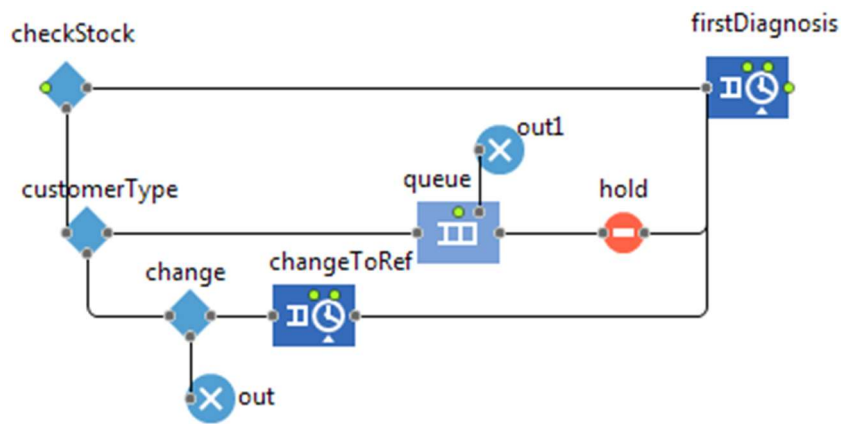 checkStock
firstDiagnosis
out1
queue
hold
customerType
change
changeToRef
out